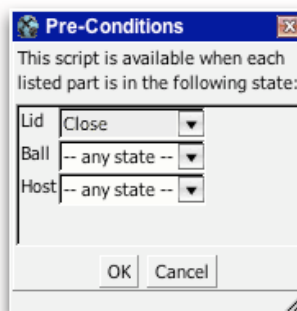 Pre-Conditions
This script is available when each
listed part is in the following state:
Lid Close
Ball -- any state --
Host -- any state --
OK Cancel